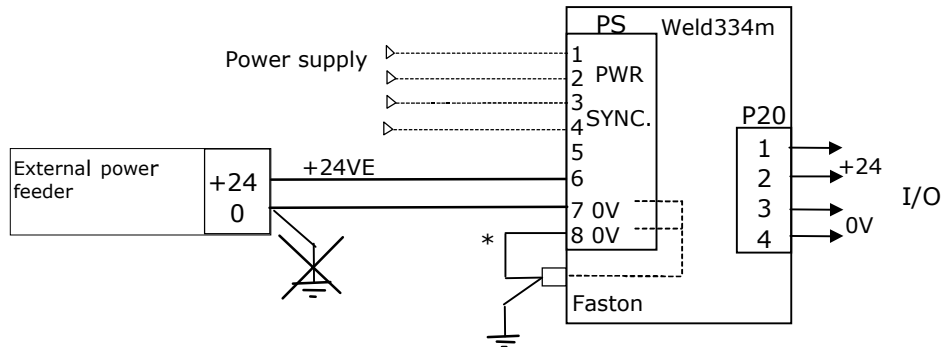 PS
Weld334m
Power supply
1
2 PWR
3
4 SYNC.
5
6
7 0V
8 0V
P20
1
2
3
4
+24
0V
I/O
External power
feeder
+24
0
+24VE
*
Faston